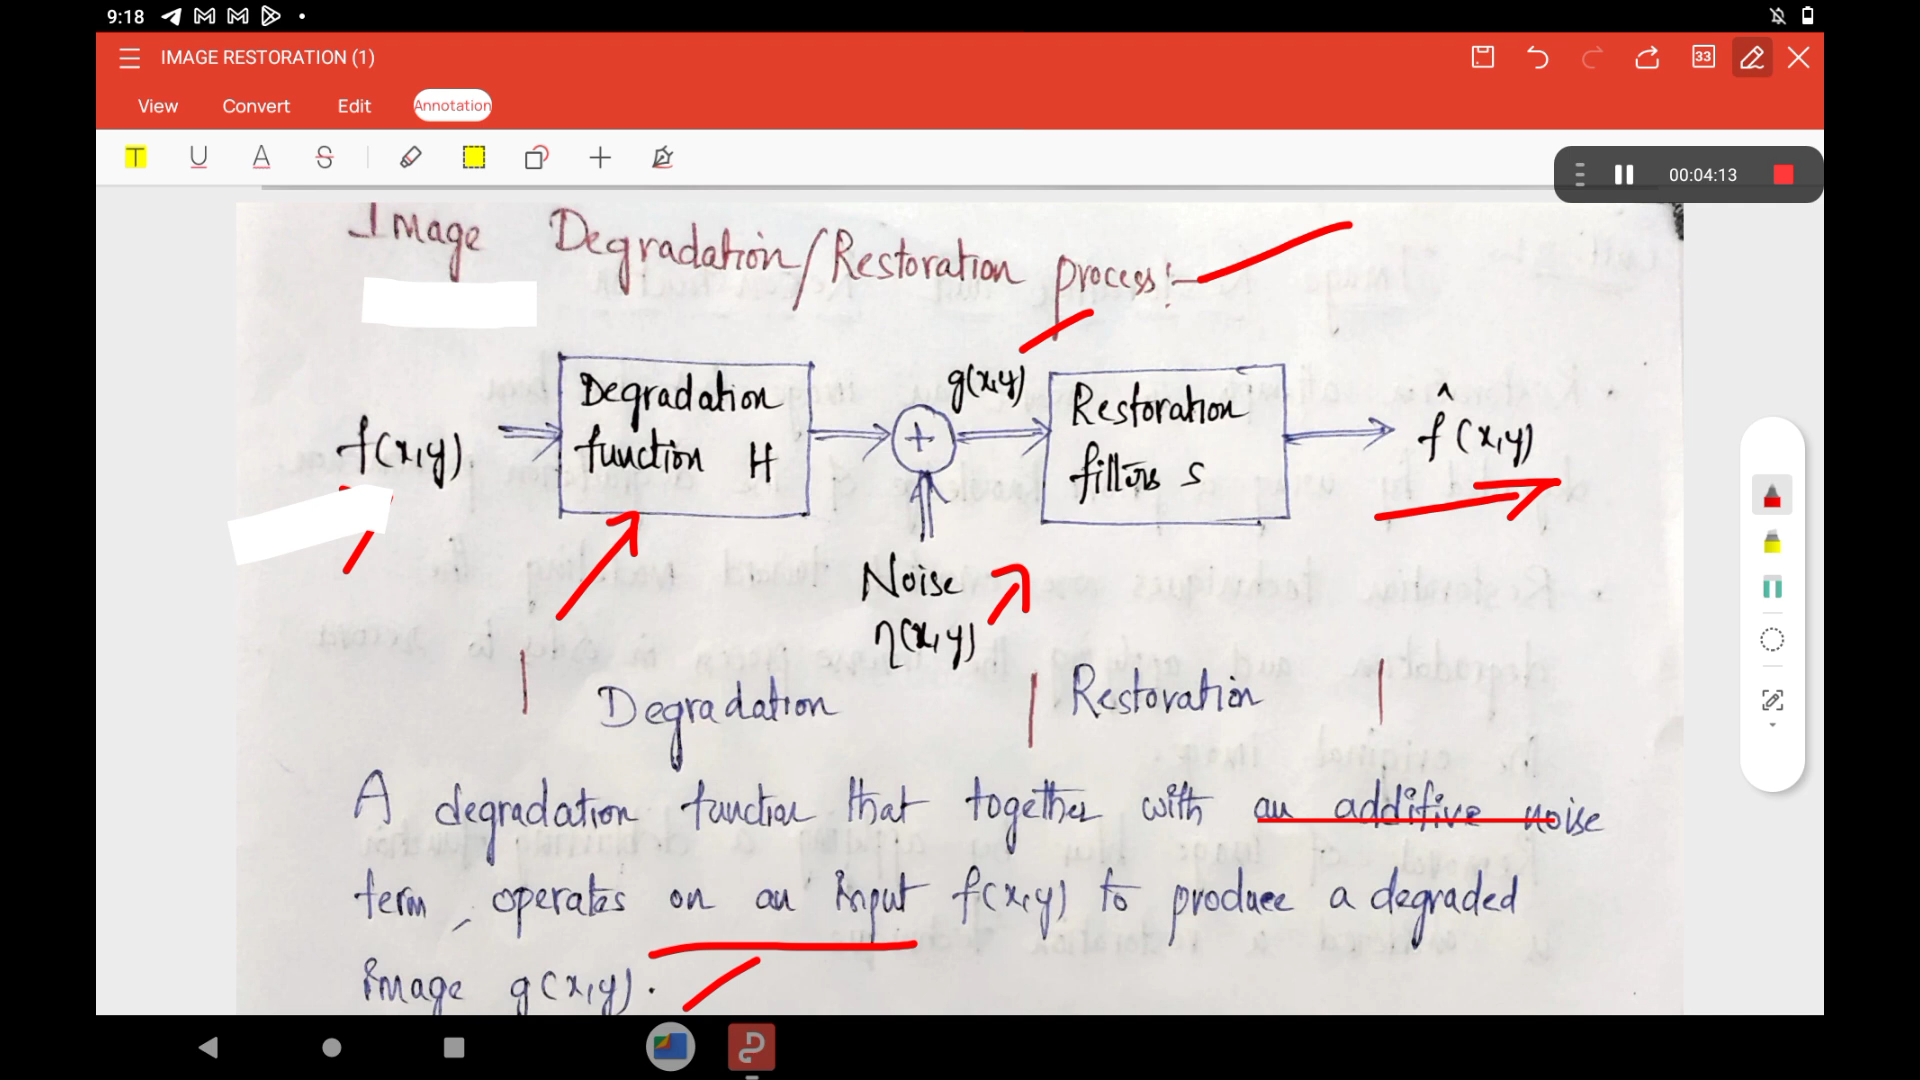 9:18
IMAGE RESTORATION (1)
33
View Convert Edit Annotation
T U A S
00:04:13
Image Degradation/Restoration process:-
g(x,y)
Degradation
function H
Restoration
filters S
f(x,y)
+
f̂(x,y)
Noise
η(x,y)
Degradation
Restoration
A degradation function that together with an additive noise
term, operates on an input f(x,y) to produce a degraded
image g(x,y).